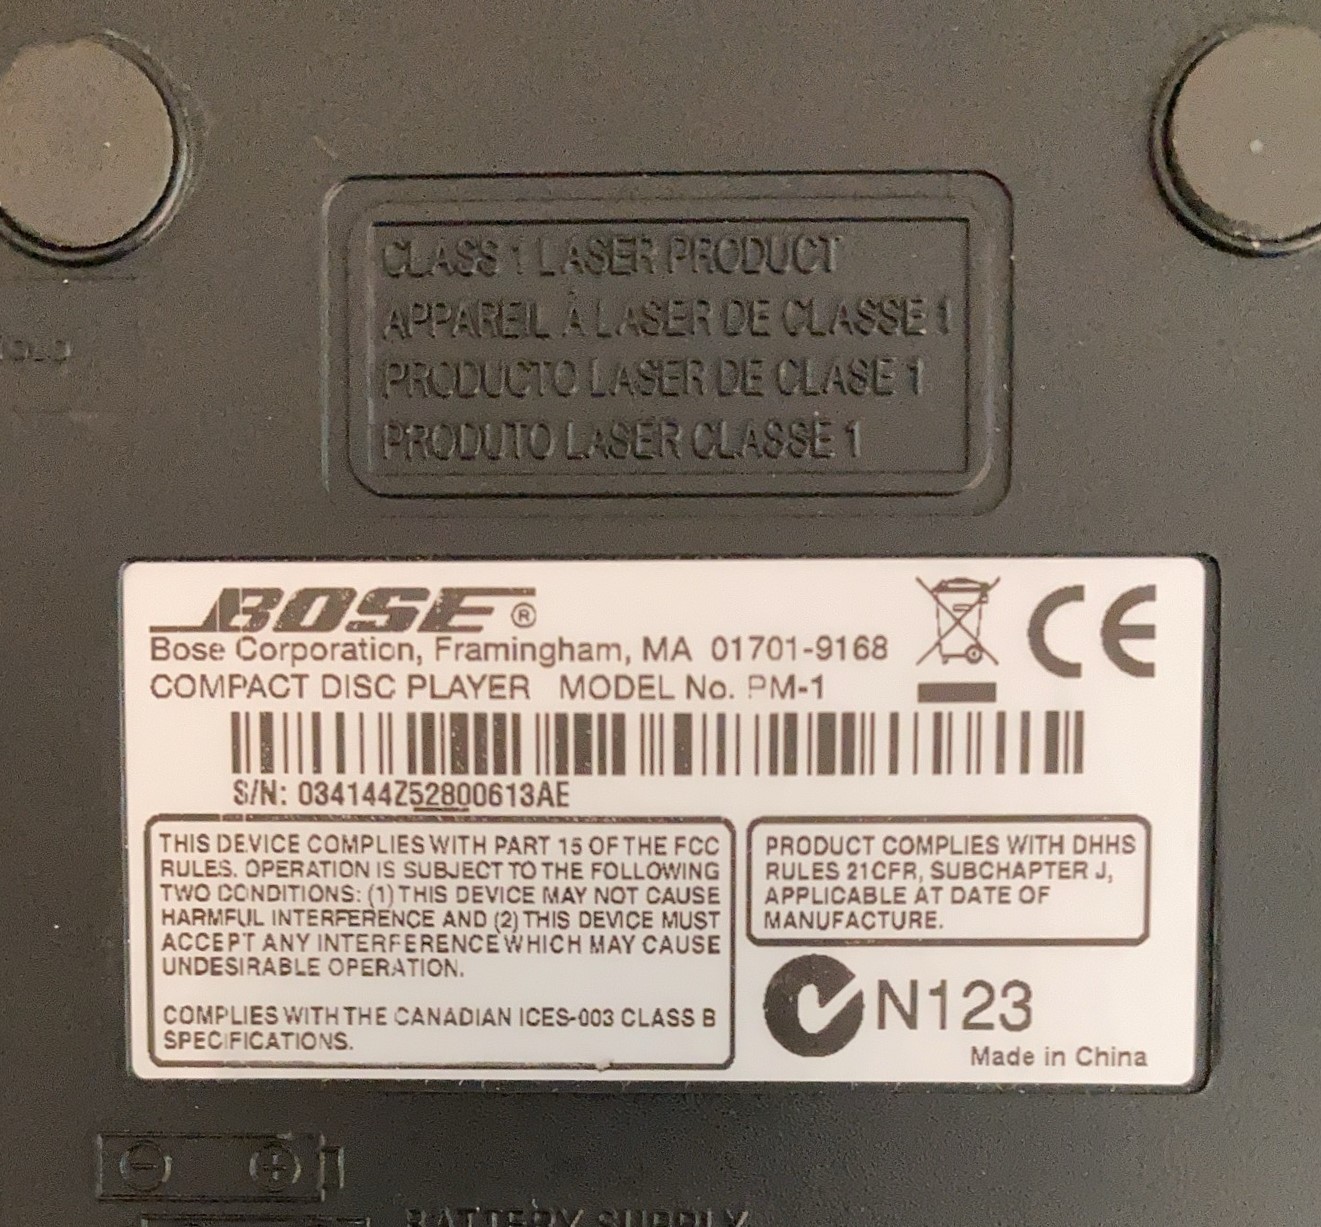 CLASS 1 LASER PRODUCT
APPAREIL À LASER DE CLASSE 1
PRODUCTO LASER DE CLASE 1
PRODUTO LASER CLASSE 1
BOSE®
Bose Corporation, Framingham, MA 01701-9168
COMPACT DISC PLAYER MODEL No. PM-1
CE
S/N: 034144Z52800613AE
THIS DEVICE COMPLIES WITH PART 15 OF THE FCC
RULES. OPERATION IS SUBJECT TO THE FOLLOWING
TWO CONDITIONS: (1) THIS DEVICE MAY NOT CAUSE
HARMFUL INTERFERENCE AND (2) THIS DEVICE MUST
ACCEPT ANY INTERFERENCE WHICH MAY CAUSE
UNDESIRABLE OPERATION.
COMPLIES WITH THE CANADIAN ICES-003 CLASS B
SPECIFICATIONS.
PRODUCT COMPLIES WITH DHHS
RULES 21CFR, SUBCHAPTER J,
APPLICABLE AT DATE OF
MANUFACTURE.
N123
Made in China
BATTERY SUPPLY